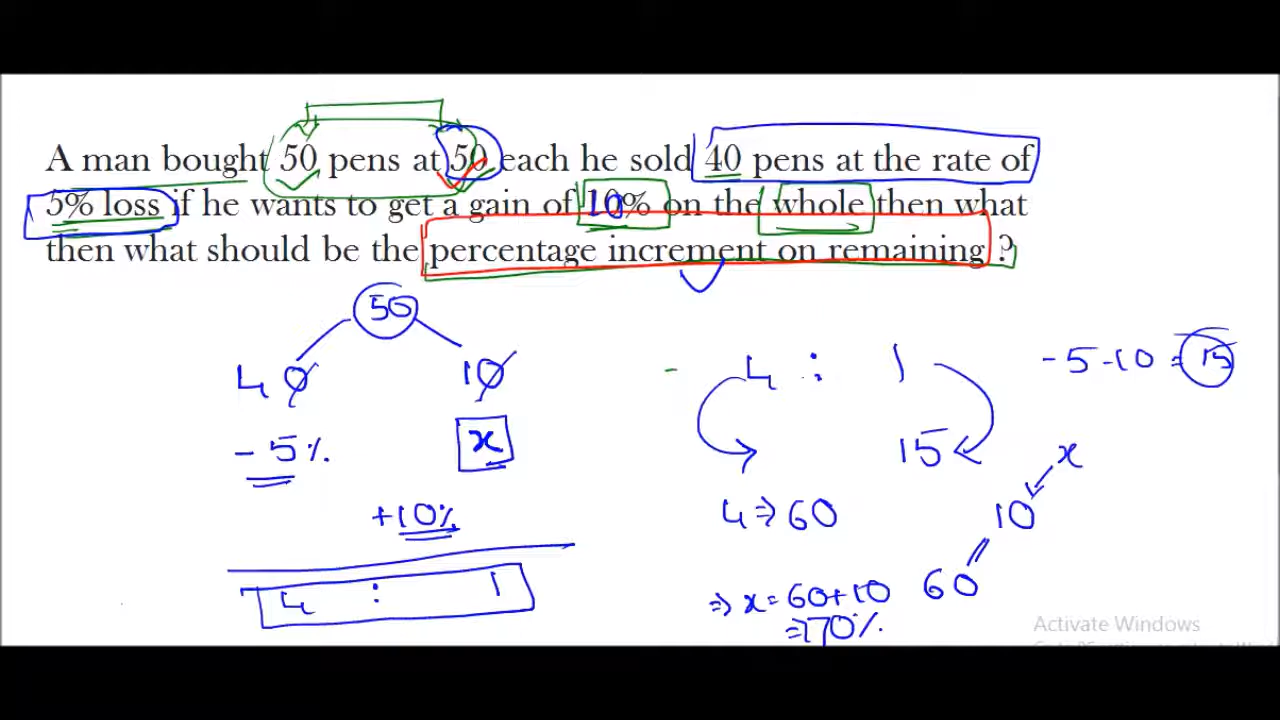 A man bought 50 pens at 50 each he sold 40 pens at the rate of
5% loss if he wants to get a gain of 10% on the whole then what
then what should be the percentage increment on remaining ?
50
40 10
- 5% x
+10%
4 : 1
4 : 1
-5-10 = 15
15
x
4 ⇒ 60
10
60
⇒ x = 60+10
⇒ 70%
Activate Windows